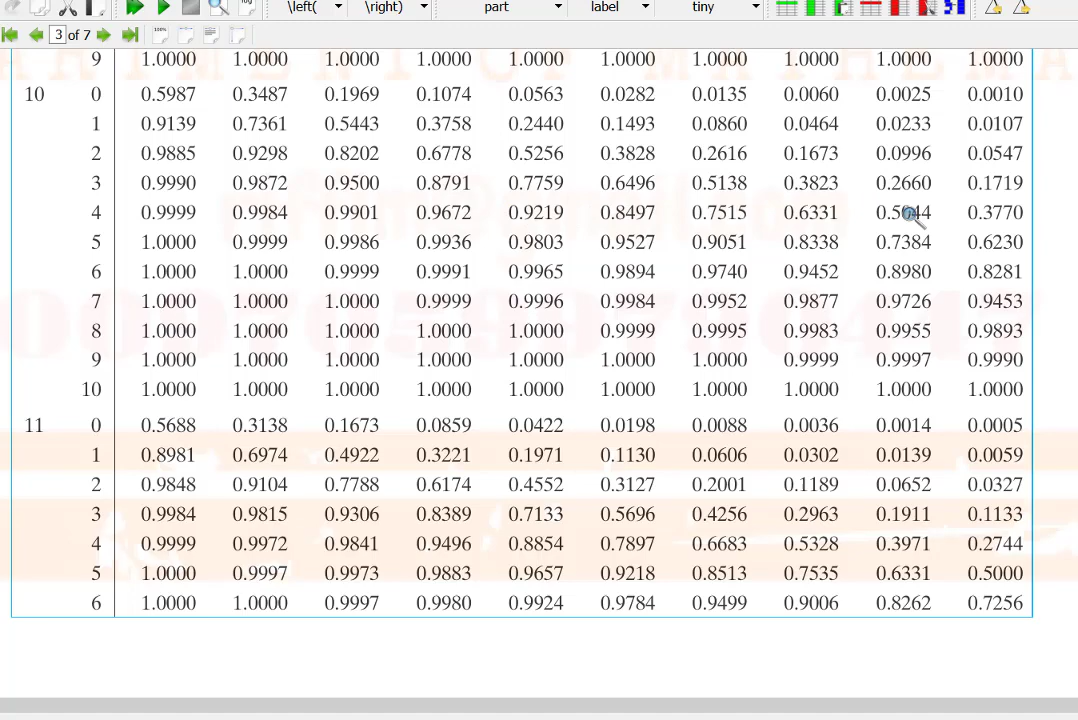 \left( \right) part label tiny
3 of 7 100%
9 1.0000 1.0000 1.0000 1.0000 1.0000 1.0000 1.0000 1.0000 1.0000 1.0000
10 0 0.5987 0.3487 0.1969 0.1074 0.0563 0.0282 0.0135 0.0060 0.0025 0.0010
1 0.9139 0.7361 0.5443 0.3758 0.2440 0.1493 0.0860 0.0464 0.0233 0.0107
2 0.9885 0.9298 0.8202 0.6778 0.5256 0.3828 0.2616 0.1673 0.0996 0.0547
3 0.9990 0.9872 0.9500 0.8791 0.7759 0.6496 0.5138 0.3823 0.2660 0.1719
4 0.9999 0.9984 0.9901 0.9672 0.9219 0.8497 0.7515 0.6331 0.3770
5 1.0000 0.9999 0.9986 0.9936 0.9803 0.9527 0.9051 0.8338 0.7384 0.6230
6 1.0000 1.0000 0.9999 0.9991 0.9965 0.9894 0.9740 0.9452 0.8980 0.8281
7 1.0000 1.0000 1.0000 0.9999 0.9996 0.9984 0.9952 0.9877 0.9726 0.9453
8 1.0000 1.0000 1.0000 1.0000 1.0000 0.9999 0.9995 0.9983 0.9955 0.9893
9 1.0000 1.0000 1.0000 1.0000 1.0000 1.0000 1.0000 0.9999 0.9997 0.9990
10 1.0000 1.0000 1.0000 1.0000 1.0000 1.0000 1.0000 1.0000 1.0000 1.0000
11 0 0.5688 0.3138 0.1673 0.0859 0.0422 0.0198 0.0088 0.0036 0.0014 0.0005
1 0.8981 0.6974 0.4922 0.3221 0.1971 0.1130 0.0606 0.0302 0.0139 0.0059
2 0.9848 0.9104 0.7788 0.6174 0.4552 0.3127 0.2001 0.1189 0.0652 0.0327
3 0.9984 0.9815 0.9306 0.8389 0.7133 0.5696 0.4256 0.2963 0.1911 0.1133
4 0.9999 0.9972 0.9841 0.9496 0.8854 0.7897 0.6683 0.5328 0.3971 0.2744
5 1.0000 0.9997 0.9973 0.9883 0.9657 0.9218 0.8513 0.7535 0.6331 0.5000
6 1.0000 1.0000 0.9997 0.9980 0.9924 0.9784 0.9499 0.9006 0.8262 0.7256